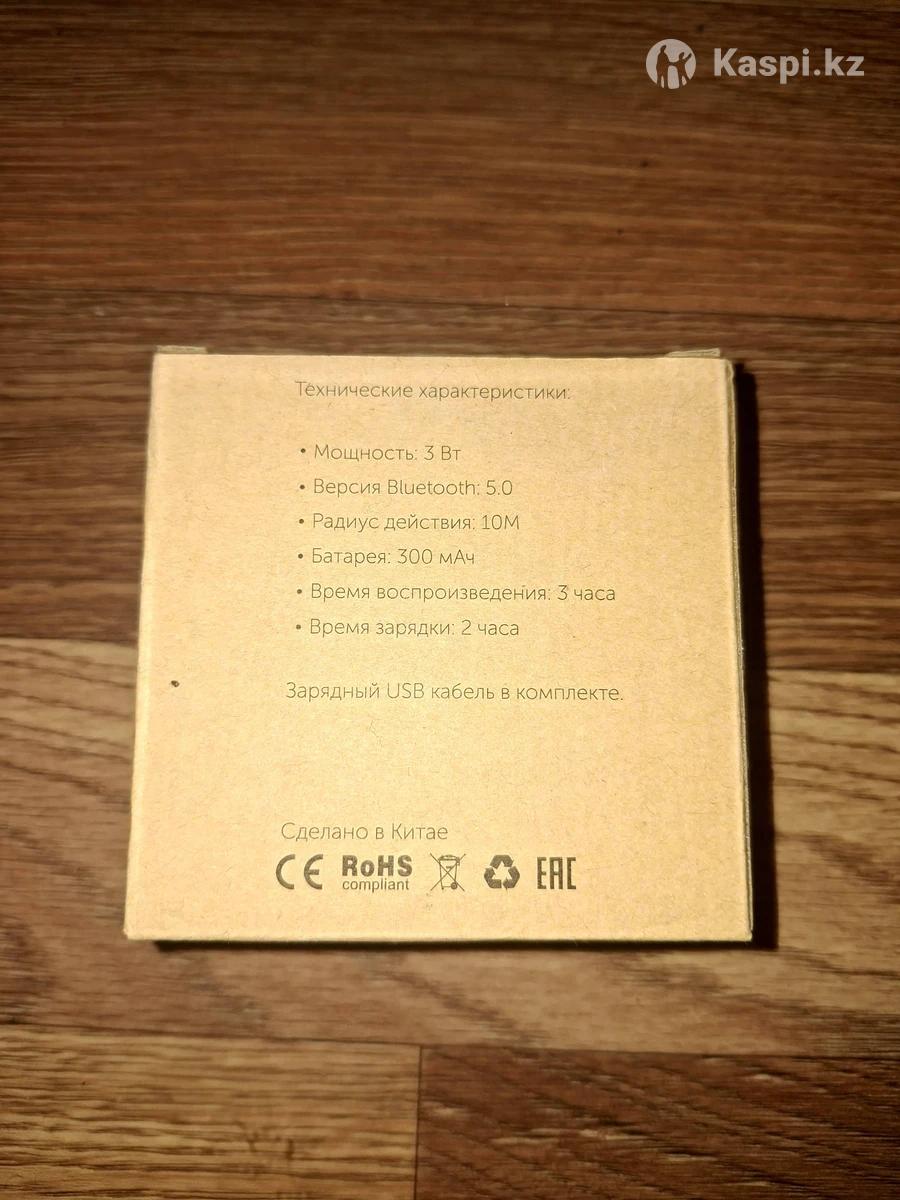 Kaspi.kz
Технические характеристики:
• Мощность: 3 Вт
• Версия Bluetooth: 5.0
• Радиус действия: 10М
• Батарея: 300 мАч
• Время воспроизведения: 3 часа
• Время зарядки: 2 часа
Зарядный USB кабель в комплекте.
Сделано в Китае
CE RoHS compliant EAC